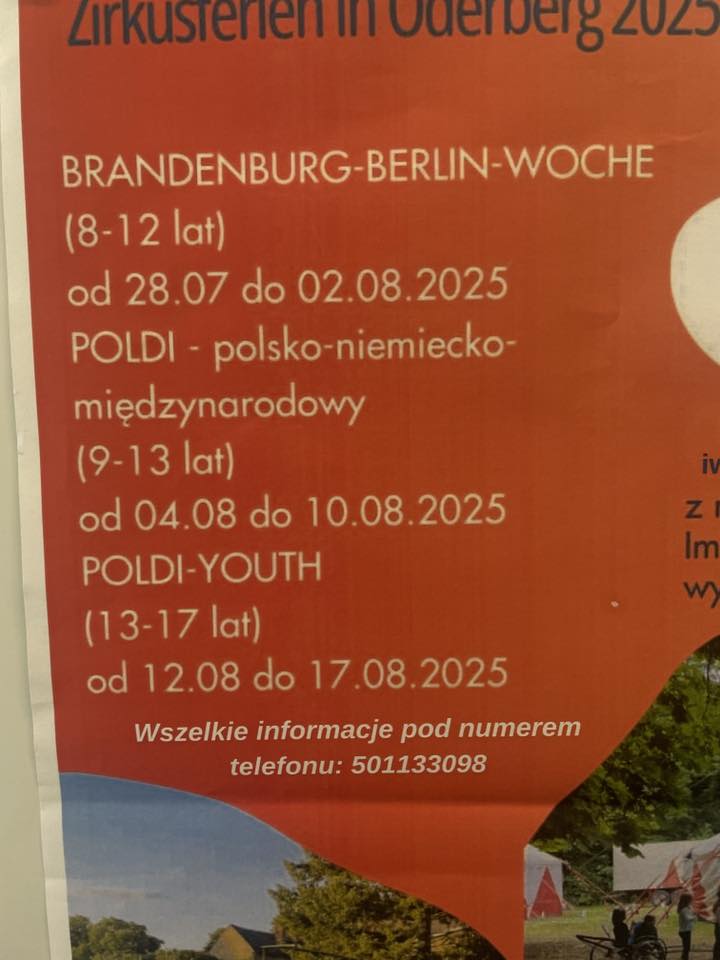 Zirkusferien in Oderberg 2025
BRANDENBURG-BERLIN-WOCHE
(8-12 lat)
od 28.07 do 02.08.2025
POLDI - polsko-niemiecko-
międzynarodowy
(9-13 lat)
od 04.08 do 10.08.2025
POLDI-YOUTH
(13-17 lat)
od 12.08 do 17.08.2025
Wszelkie informacje pod numerem
telefonu: 501133098
z